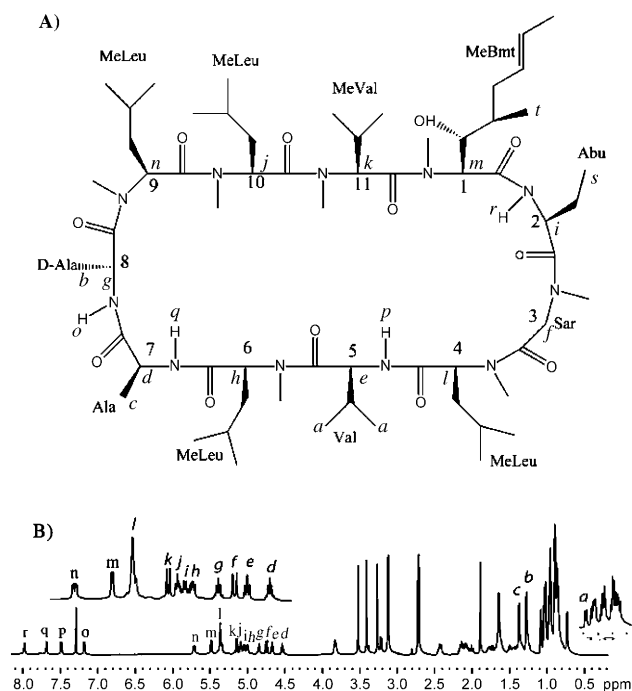 A)
MeLeu
MeLeu
MeVal
MeBmt
OH
t
O
O
O
Abu
n
j
k
m
O
s
N
9
N
10
N
11
N
1
N
r
H
2
i
O
O
8
D-Ala
b
g
N
o
H
a
N
3
Sar
f
q
H
O
p
H
O
7
N
6
N
5
N
4
N
O
d
h
e
l
c
O
O
Ala
a
a
Val
MeLeu
MeLeu
B)
l
n
m
k
j
i
h
g
f
e
d
c
b
a
r
q
p
o
n
m
l
k
j
i
h
g
f
e
d
8.0 7.5 7.0 6.5 6.0 5.5 5.0 4.5 4.0 3.5 3.0 2.5 2.0 1.5 1.0 0.5 ppm